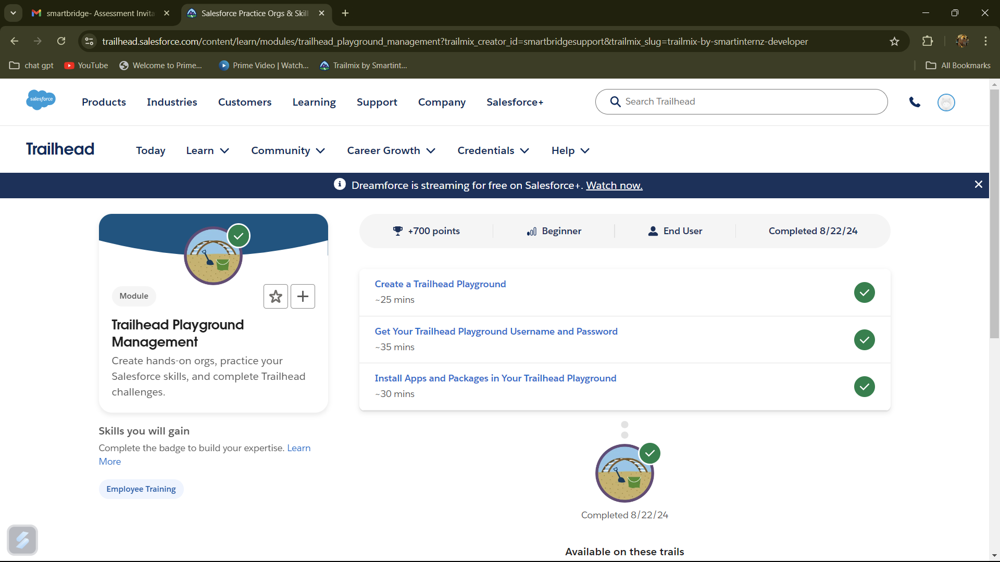 smartbridge- Assessment Invita
Salesforce Practice Orgs & Skill
trailhead.salesforce.com/content/learn/modules/trailhead_playground_management?trailmix_creator_id=smartbridgesupport&trailmix_slug=trailmix-by-smartinternz-developer
chat gpt
YouTube
Welcome to Prime...
Prime Video | Watch...
Trailmix by Smartint...
All Bookmarks
salesforce
Products
Industries
Customers
Learning
Support
Company
Salesforce+
Search Trailhead
Trailhead
Today
Learn
Community
Career Growth
Credentials
Help
Dreamforce is streaming for free on Salesforce+. Watch now.
Module
Trailhead Playground
Management
Create hands-on orgs, practice your
Salesforce skills, and complete Trailhead
challenges.
Skills you will gain
Complete the badge to build your expertise. Learn
More
Employee Training
+700 points
Beginner
End User
Completed 8/22/24
Create a Trailhead Playground
~25 mins
Get Your Trailhead Playground Username and Password
~35 mins
Install Apps and Packages in Your Trailhead Playground
~30 mins
Completed 8/22/24
Available on these trails